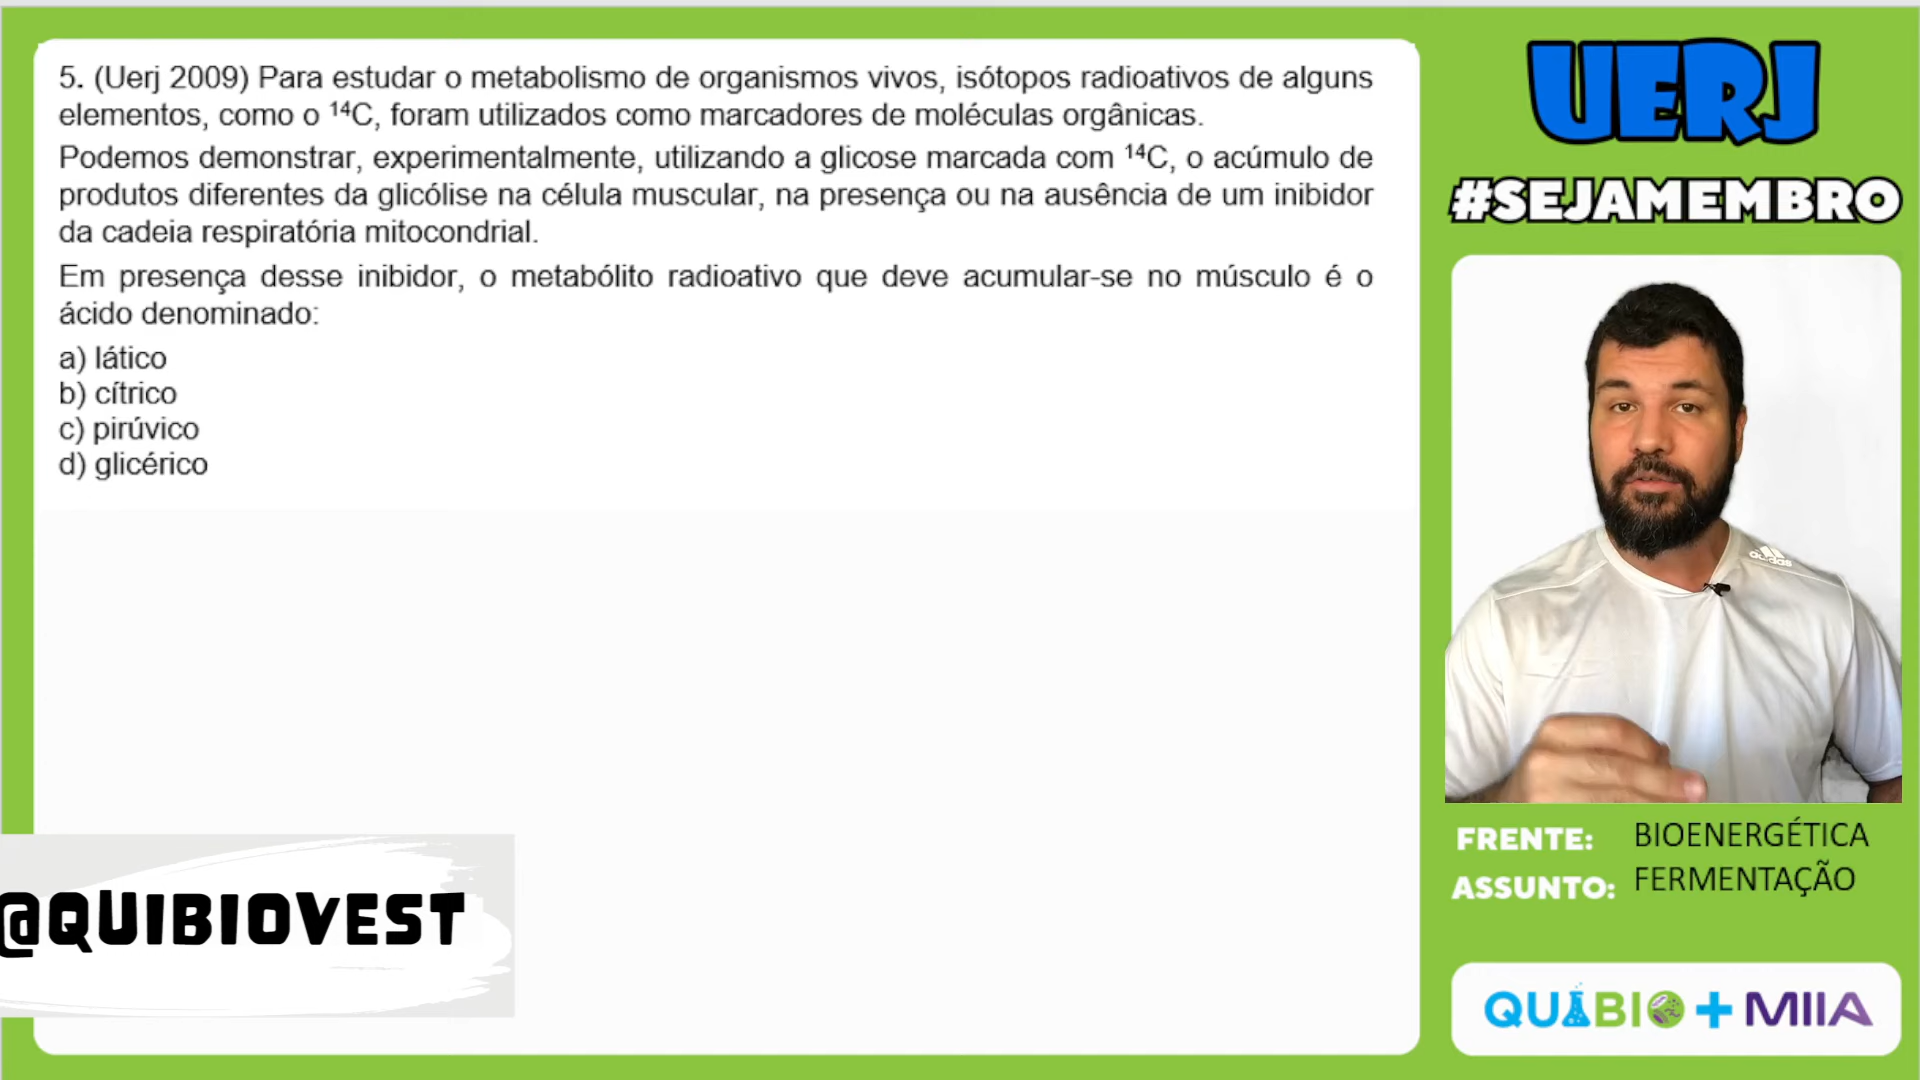 5. (Uerj 2009) Para estudar o metabolismo de organismos vivos, isótopos radioativos de alguns
elementos, como o ¹⁴C, foram utilizados como marcadores de moléculas orgânicas.
Podemos demonstrar, experimentalmente, utilizando a glicose marcada com ¹⁴C, o acúmulo de
produtos diferentes da glicólise na célula muscular, na presença ou na ausência de um inibidor
da cadeia respiratória mitocondrial.
Em presença desse inibidor, o metabólito radioativo que deve acumular-se no músculo é o
ácido denominado:
a) lático
b) cítrico
c) pirúvico
d) glicérico
@QUIBIOVEST
UERJ
#SEJAMEMBRO
adidas
FRENTE: BIOENERGÉTICA
ASSUNTO: FERMENTAÇÃO
QUIBIO + MIIA